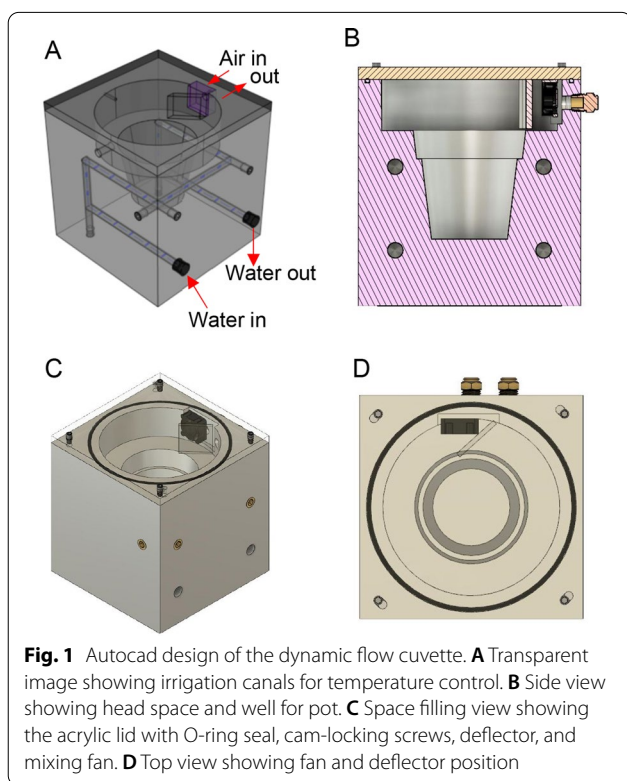 A
Air in
out
Water out
Water in
B
C
D
Fig. 1 Autocad design of the dynamic flow cuvette. A Transparent
image showing irrigation canals for temperature control. B Side view
showing head space and well for pot. C Space filling view showing
the acrylic lid with O-ring seal, cam-locking screws, deflector, and
mixing fan. D Top view showing fan and deflector position